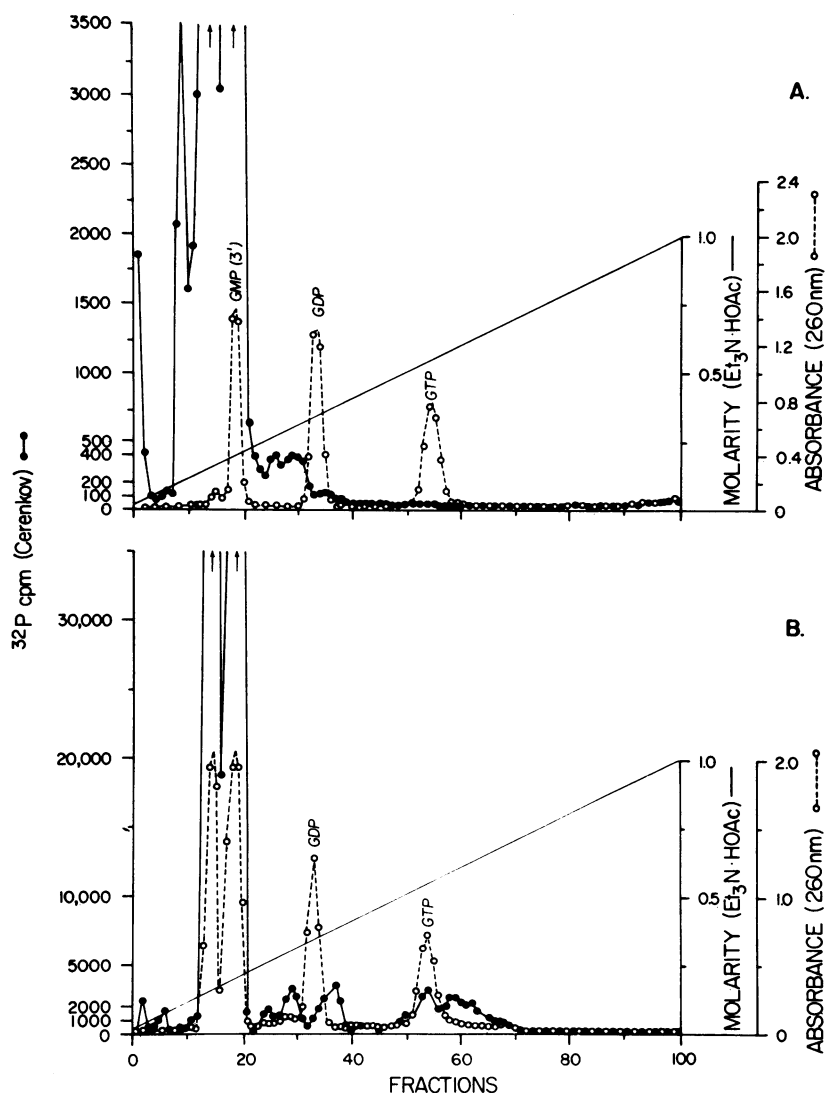 3500
3000
2500
2000
1500
1000
500
400
200
100
0
A.
GMP (3')
GDP
GTP
1.0
0.5
MOLARITY (Et3N·HOAc)
2.4
2.0
1.6
1.2
0.8
0.4
0
ABSORBANCE (260nm)
32P cpm (Cerenkov)
B.
30,000
20,000
10,000
5000
2000
1000
0
GDP
GTP
1.0
0.5
0
MOLARITY (Et3N·HOAc)
2.0
1.0
0
ABSORBANCE (260nm)
0 20 40 60 80 100
FRACTIONS